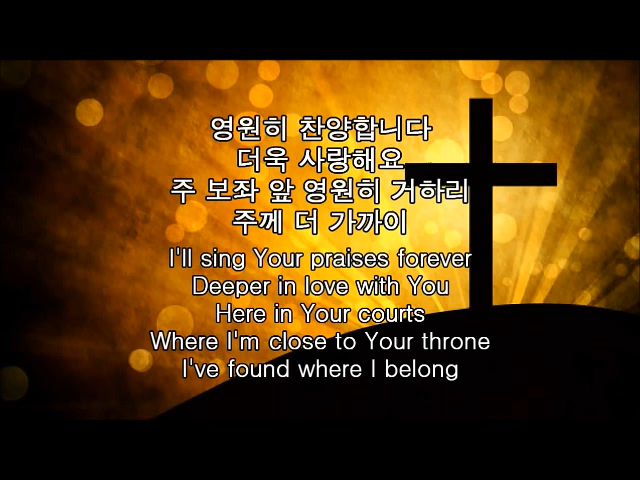 영원히 찬양합니다
더욱 사랑해요
주 보좌 앞 영원히 거하리
주께 더 가까이
I'll sing Your praises forever
Deeper in love with You
Here in Your courts
Where I'm close to Your throne
I've found where I belong